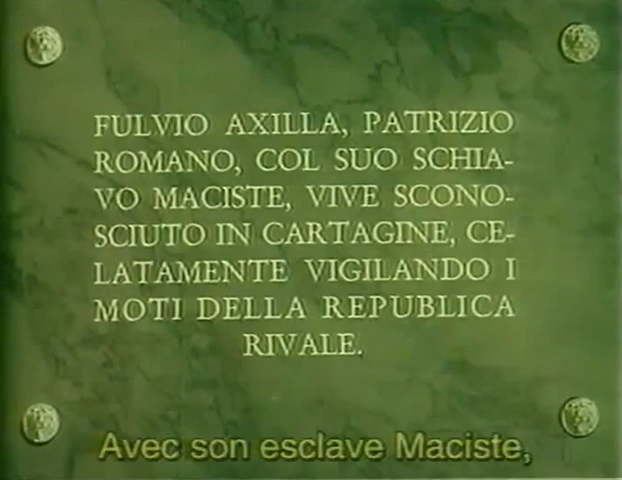 FULVIO AXILLA, PATRIZIO
ROMANO, COL SUO SCHIA-
VO MACISTE, VIVE SCONO-
SCIUTO IN CARTAGINE, CE-
LATAMENTE VIGILANDO I
MOTI DELLA REPUBLICA
RIVALE.
Avec son esclave Maciste,